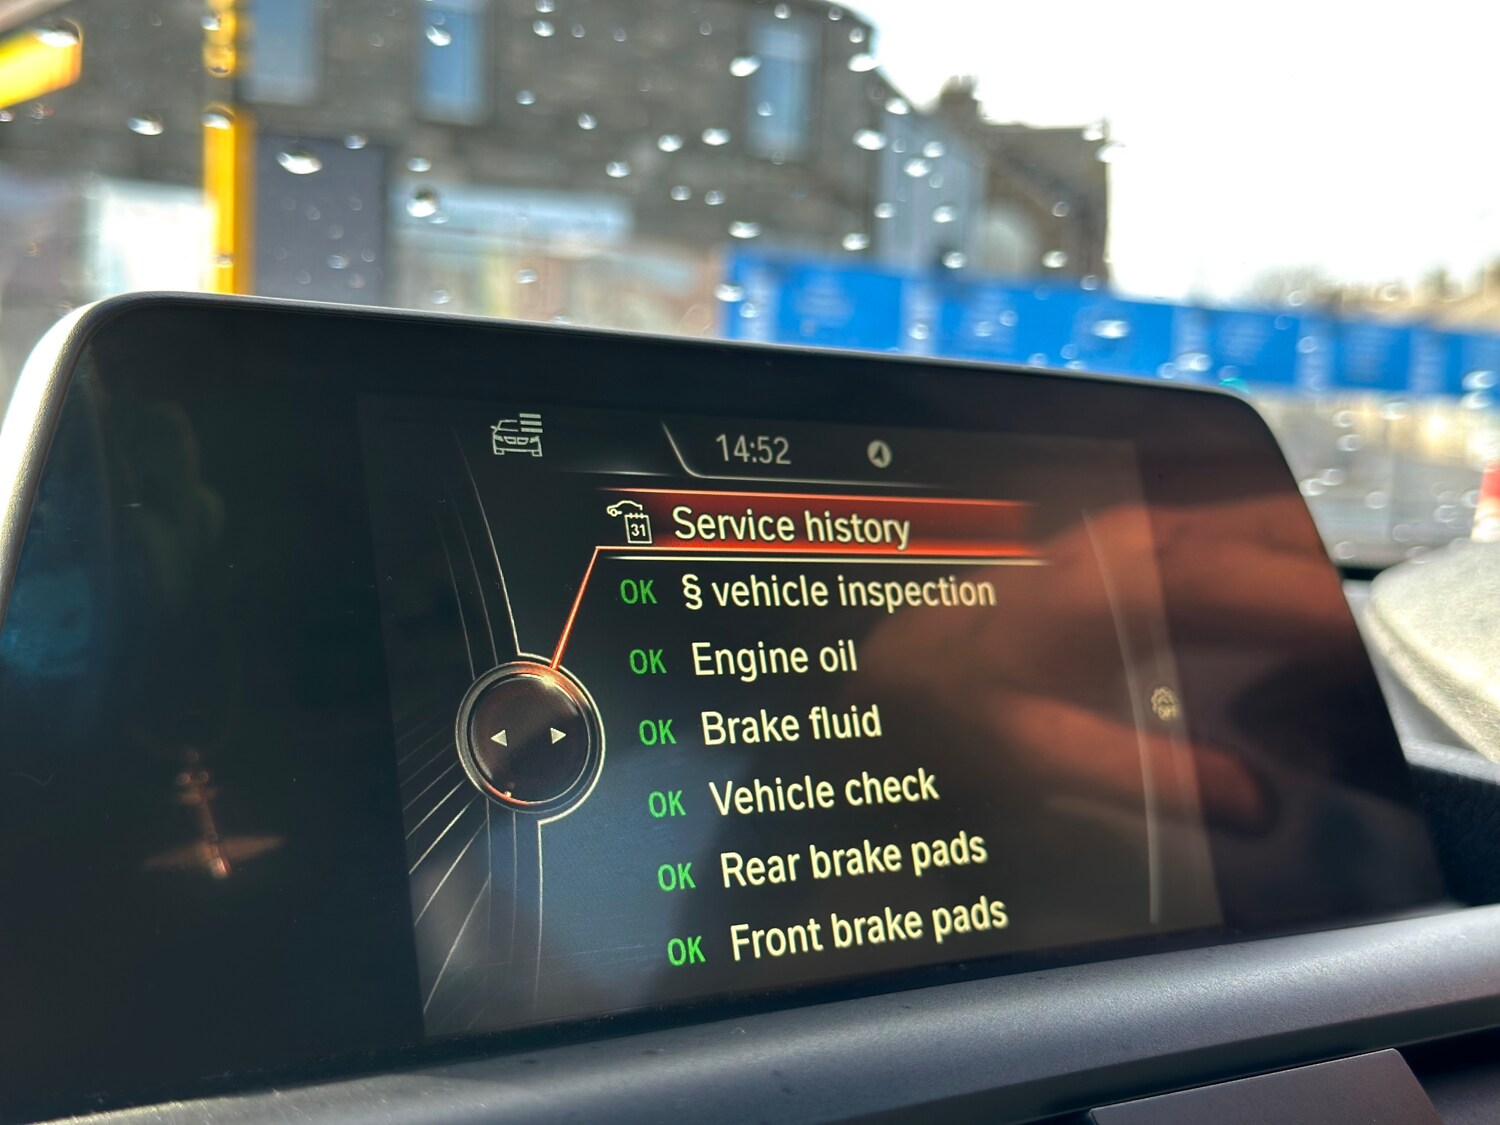 14:52
31 Service history
OK § vehicle inspection
OK Engine oil
OK Brake fluid
OK Vehicle check
OK Rear brake pads
OK Front brake pads